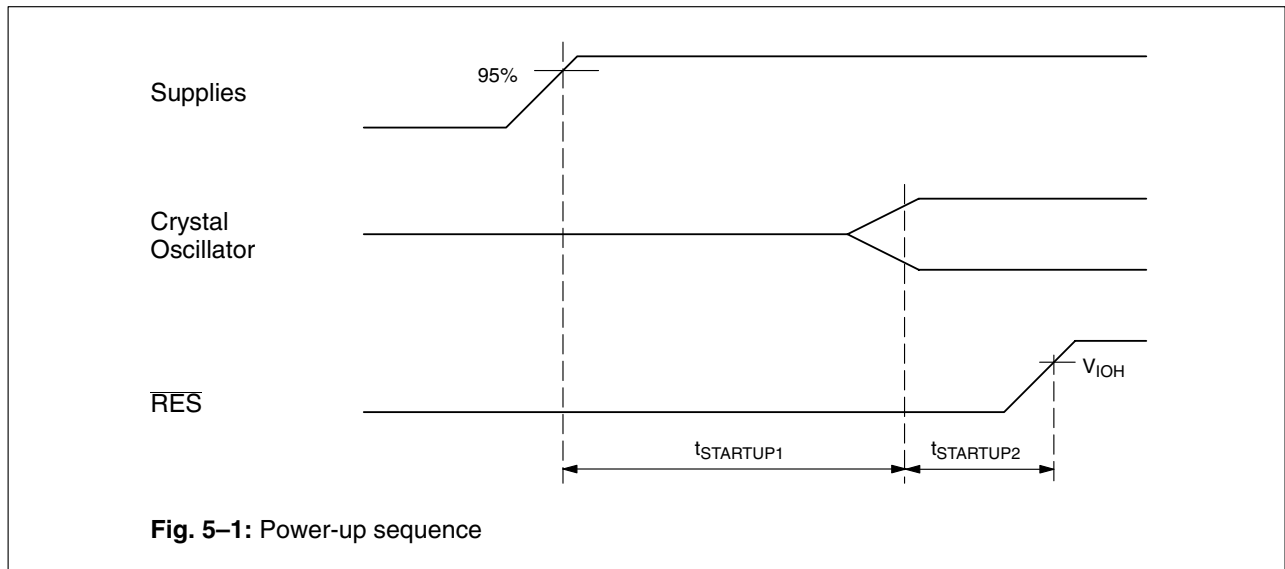 Supplies
95%
Crystal
Oscillator
RES
VIOH
tSTARTUP1
tSTARTUP2
Fig. 5–1: Power-up sequence